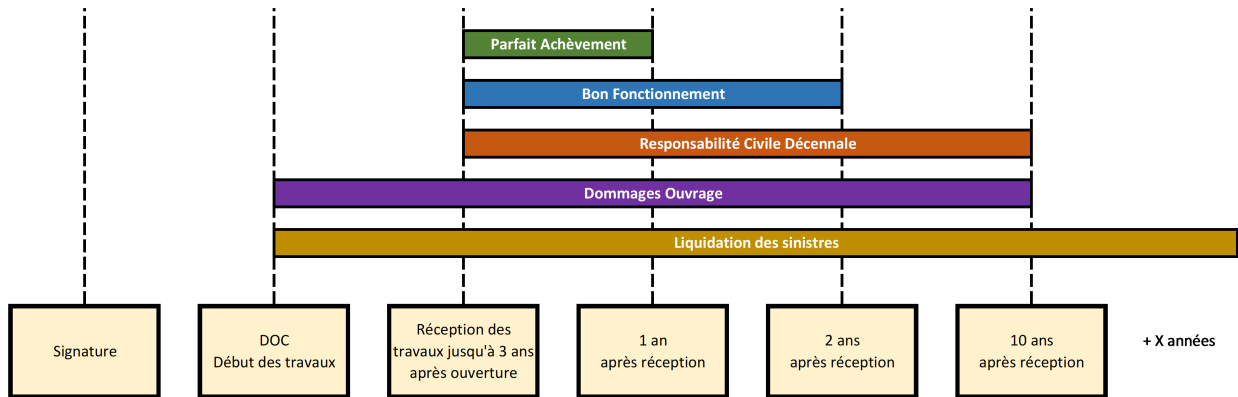 Parfait Achèvement
Bon Fonctionnement
Responsabilité Civile Décennale
Dommages Ouvrage
Liquidation des sinistres
Signature
DOC
Début des travaux
Réception des
travaux jusqu'à 3 ans
après ouverture
1 an
après réception
2 ans
après réception
10 ans
après réception
+ X années